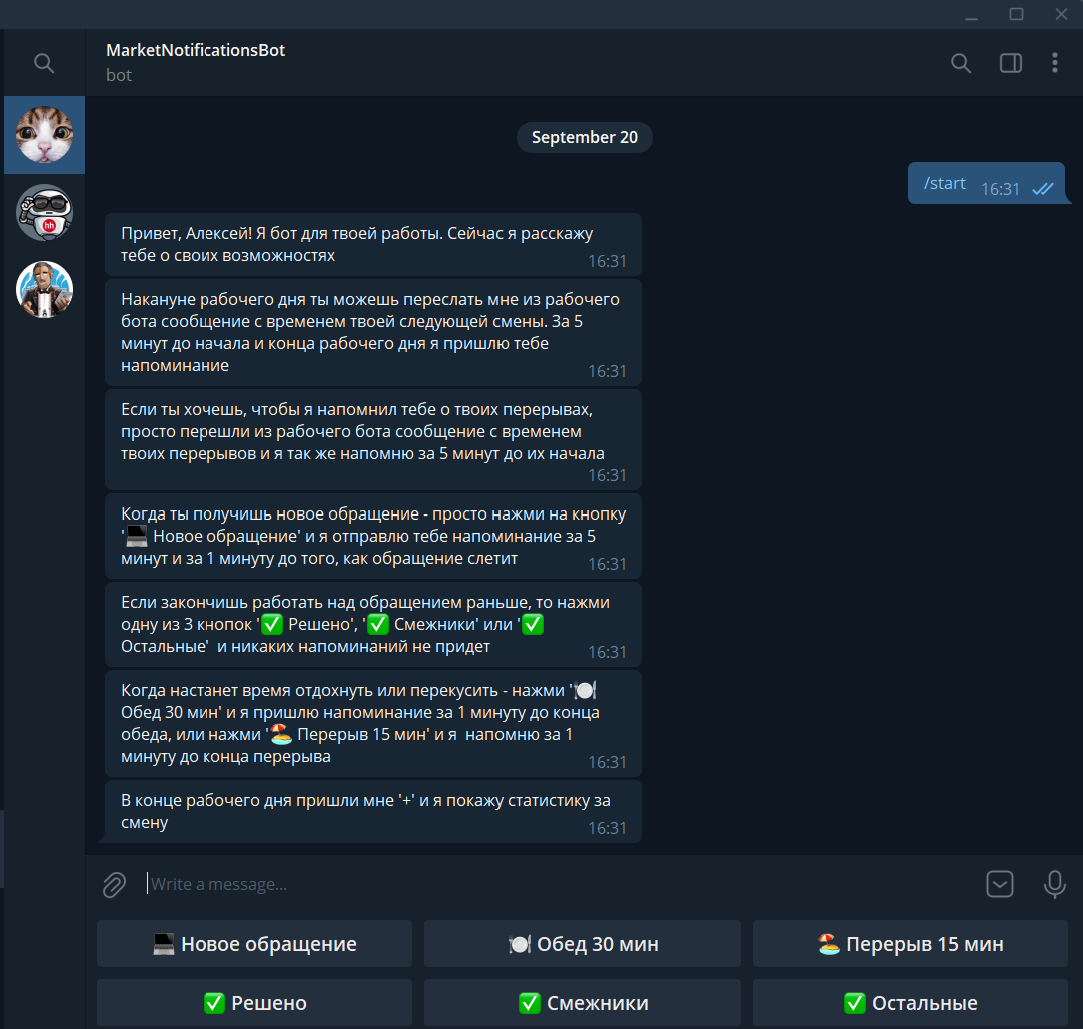 MarketNotificationsBot
bot
September 20
/start 16:31
Привет, Алексей! Я бот для твоей работы. Сейчас я расскажу
тебе о своих возможностях
16:31
Накануне рабочего дня ты можешь переслать мне из рабочего
бота сообщение с временем твоей следующей смены. За 5
минут до начала и конца рабочего дня я пришлю тебе
напоминание
16:31
Если ты хочешь, чтобы я напомнил тебе о твоих перерывах,
просто перешли из рабочего бота сообщение с временем
твоих перерывов и я так же напомню за 5 минут до их начала
16:31
Когда ты получишь новое обращение - просто нажми на кнопку
'💻 Новое обращение' и я отправлю тебе напоминание за 5
минут и за 1 минуту до того, как обращение слетит
16:31
Если закончишь работать над обращением раньше, то нажми
одну из 3 кнопок '✅ Решено', '✅ Смежники' или '✅
Остальные' и никаких напоминаний не придет
16:31
Когда настанет время отдохнуть или перекусить - нажми '🍽
Обед 30 мин' и я пришлю напоминание за 1 минуту до конца
обеда, или нажми '🏖 Перерыв 15 мин' и я напомню за 1
минуту до конца перерыва
16:31
В конце рабочего дня пришли мне '+' и я покажу статистику за
смену
16:31
Write a message...
💻 Новое обращение
🍽 Обед 30 мин
🏖 Перерыв 15 мин
✅ Решено
✅ Смежники
✅ Остальные
hh